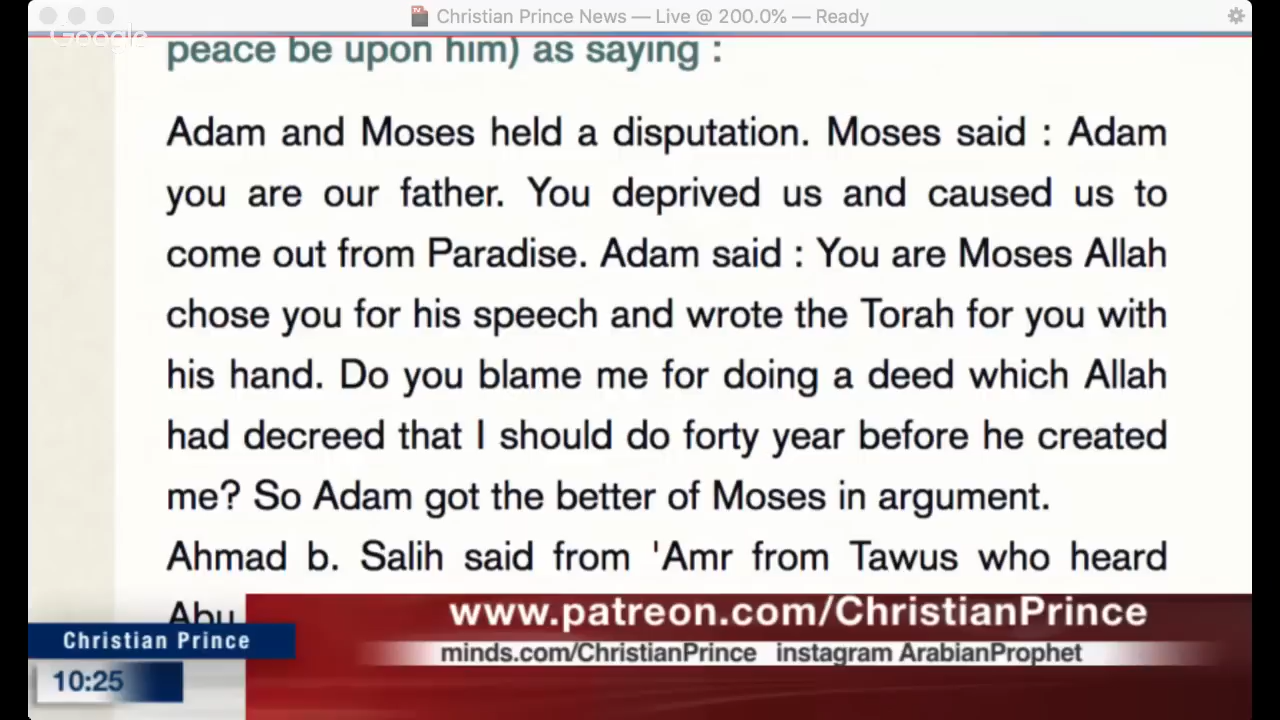 Christian Prince News — Live @ 200.0% — Ready
Google
peace be upon him) as saying :
Adam and Moses held a disputation. Moses said : Adam
you are our father. You deprived us and caused us to
come out from Paradise. Adam said : You are Moses Allah
chose you for his speech and wrote the Torah for you with
his hand. Do you blame me for doing a deed which Allah
had decreed that I should do forty year before he created
me? So Adam got the better of Moses in argument.
Ahmad b. Salih said from 'Amr from Tawus who heard
Abu
www.patreon.com/ChristianPrince
Christian Prince
minds.com/ChristianPrince instagram ArabianProphet
10:25